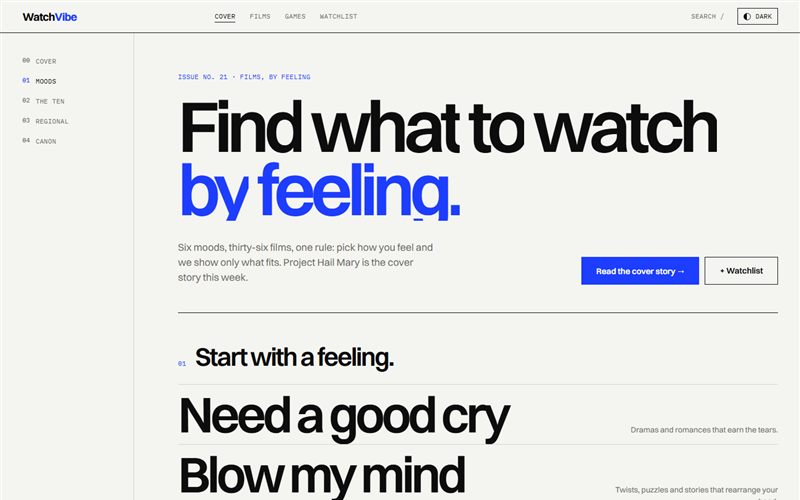 WatchVibe
COVER FILMS GAMES WATCHLIST
SEARCH /
DARK
00 COVER
01 MOODS
02 THE TEN
03 REGIONAL
04 CANON
ISSUE NO. 21 · FILMS, BY FEELING
Find what to watch
by feeling.
Six moods, thirty-six films, one rule: pick how you feel and
we show only what fits. Project Hail Mary is the cover
story this week.
Read the cover story →
+ Watchlist
01 Start with a feeling.
Need a good cry
Dramas and romances that earn the tears.
Blow my mind
Twists, puzzles and stories that rearrange your